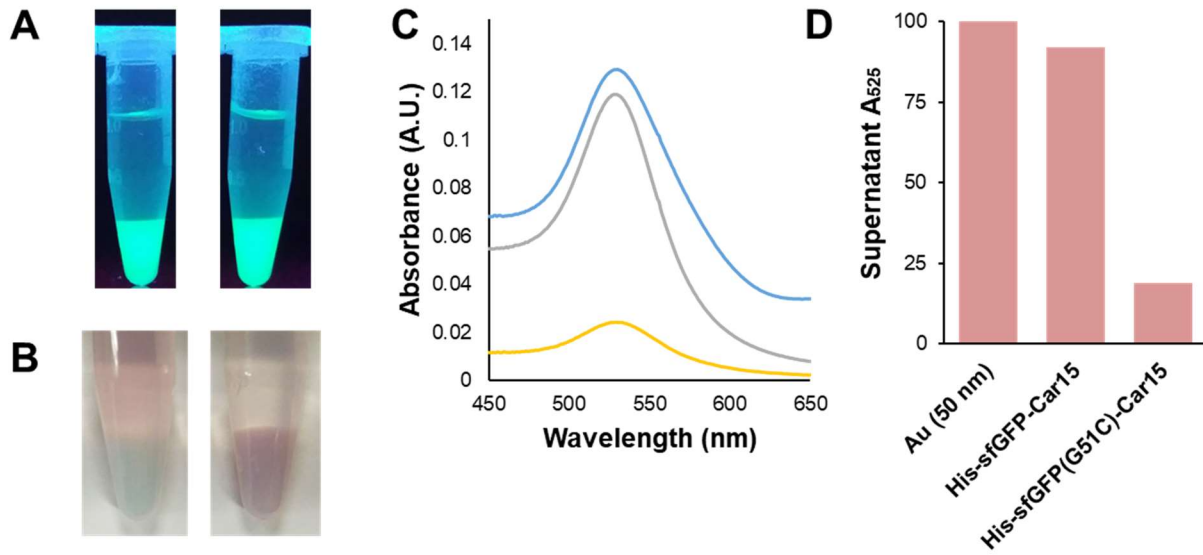 A
B
C
Absorbance (A.U.)
0.14
0.12
0.1
0.08
0.06
0.04
0.02
0
450 500 550 600 650
Wavelength (nm)
D
Supernatant A525
100
75
50
25
0
Au (50 nm)
His-sfGFP-Car15
His-sfGFP(G51C)-Car15